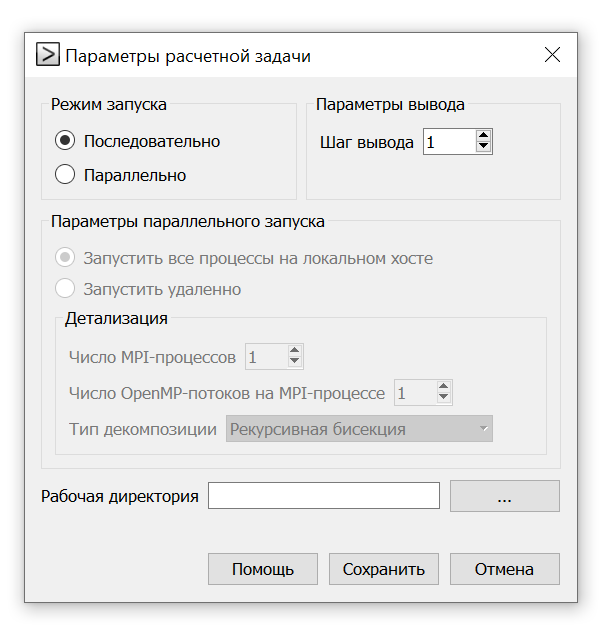 Параметры расчетной задачи
Режим запуска
Последовательно
Параллельно
Параметры вывода
Шаг вывода 1
Параметры параллельного запуска
Запустить все процессы на локальном хосте
Запустить удаленно
Детализация
Число MPI-процессов 1
Число OpenMP-потоков на MPI-процессе 1
Тип декомпозиции Рекурсивная бисекция
Рабочая директория ...
Помощь Сохранить Отмена